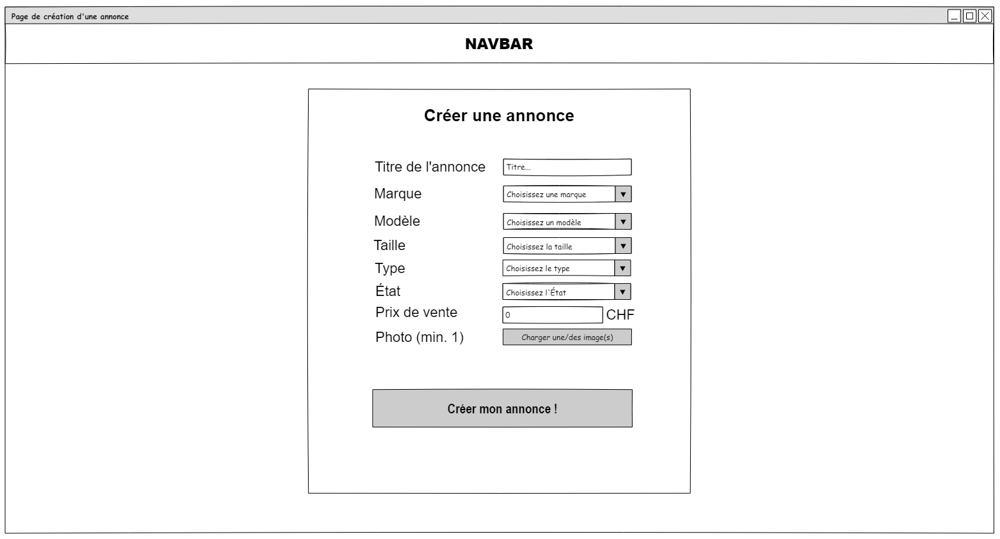 Page de création d'une annonce
NAVBAR
Créer une annonce
Titre de l'annonce
Titre...
Marque
Choisissez une marque
Modèle
Choisissez un modèle
Taille
Choisissez la taille
Type
Choisissez le type
État
Choisissez l'État
Prix de vente
0
CHF
Photo (min. 1)
Charger une/des image(s)
Créer mon annonce !